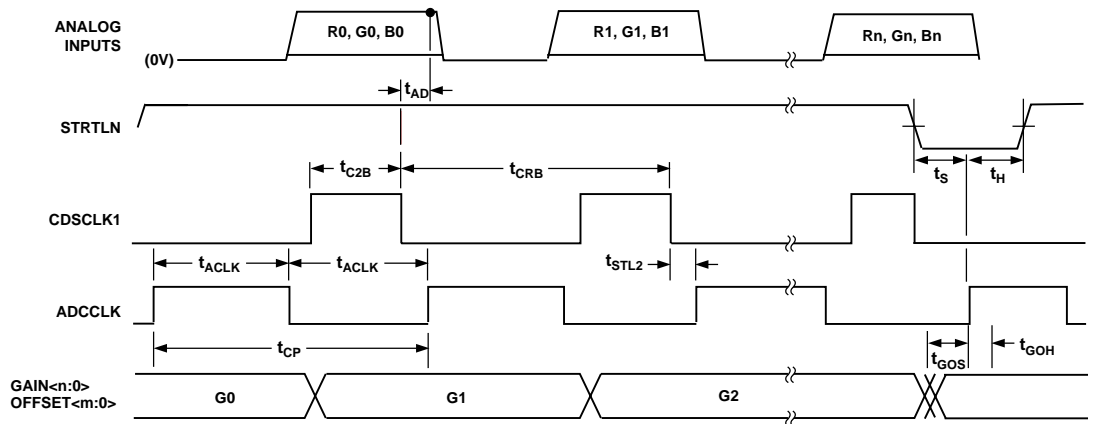 ANALOG
INPUTS
R0, G0, B0
R1, G1, B1
Rn, Gn, Bn
(0V)
tAD
STRTLN
tC2B
tCRB
tS
tH
CDSCLK1
tACLK
tACLK
tSTL2
ADCCLK
tCP
tGOS
tGOH
GAIN<n:0>
OFFSET<m:0>
G0
G1
G2